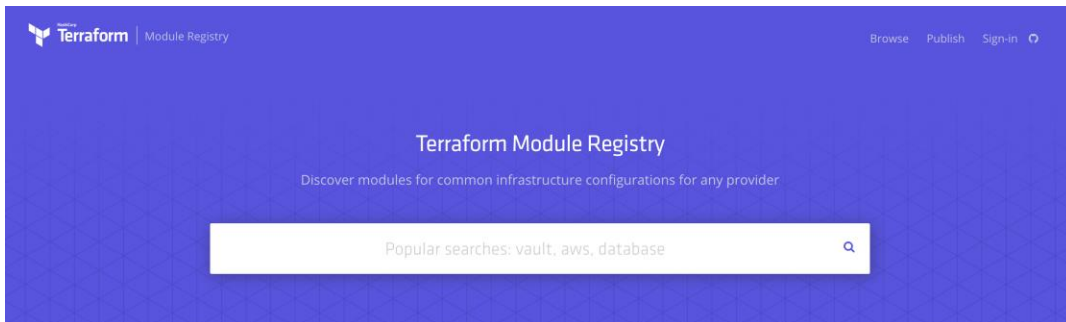 HashiCorp
Terraform | Module Registry
Browse Publish Sign-in
Terraform Module Registry
Discover modules for common infrastructure configurations for any provider
Popular searches: vault, aws, database